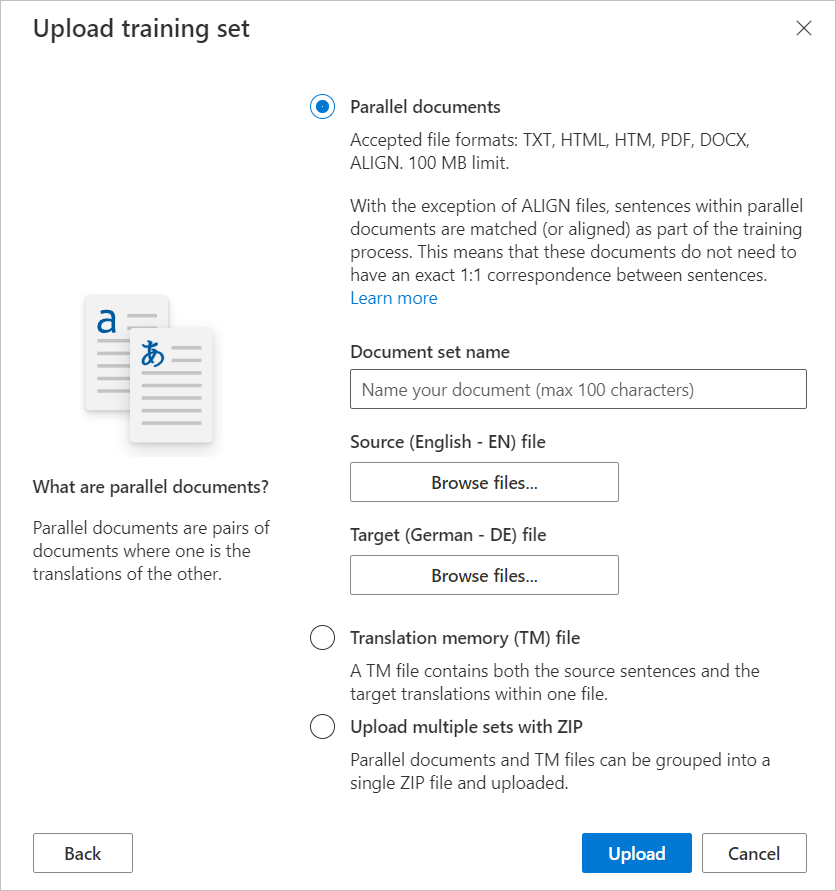 Upload training set
Parallel documents
Accepted file formats: TXT, HTML, HTM, PDF, DOCX,
ALIGN. 100 MB limit.
With the exception of ALIGN files, sentences within parallel
documents are matched (or aligned) as part of the training
process. This means that these documents do not need to
have an exact 1:1 correspondence between sentences.
Learn more
a
あ
What are parallel documents?
Parallel documents are pairs of
documents where one is the
translations of the other.
Document set name
Name your document (max 100 characters)
Source (English - EN) file
Browse files...
Target (German - DE) file
Browse files...
Translation memory (TM) file
A TM file contains both the source sentences and the
target translations within one file.
Upload multiple sets with ZIP
Parallel documents and TM files can be grouped into a
single ZIP file and uploaded.
Back
Upload
Cancel